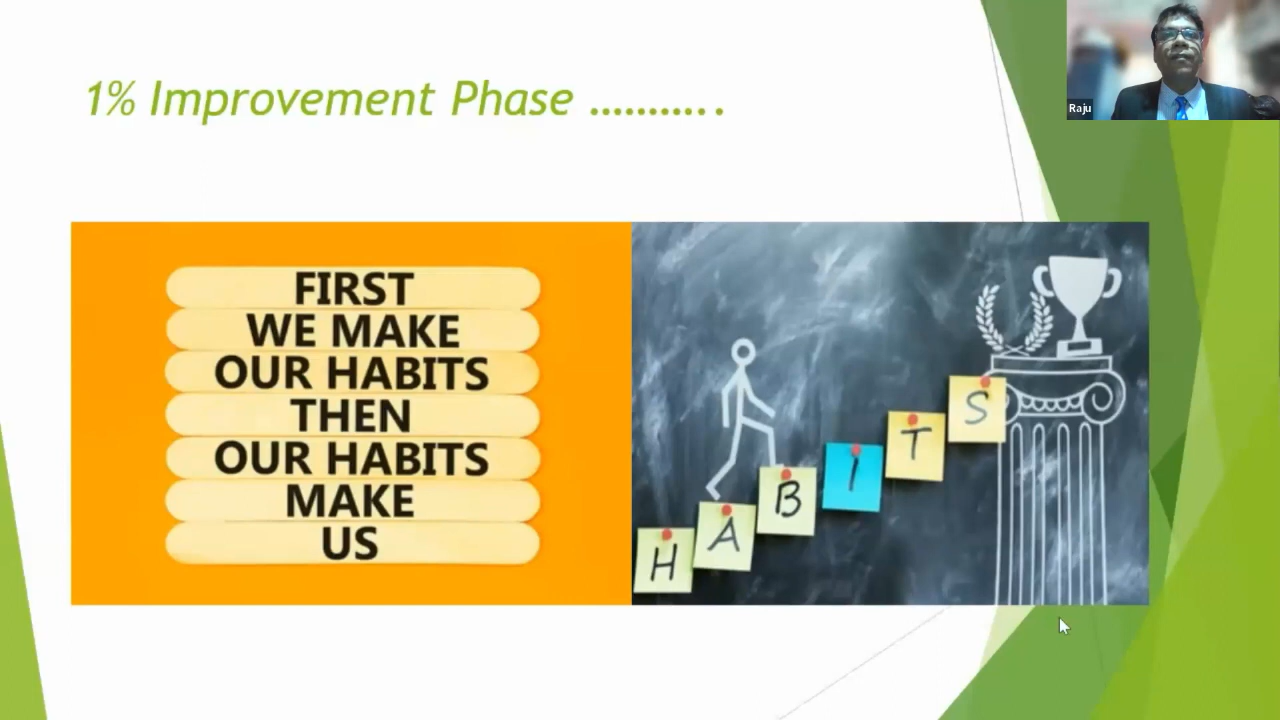 1% Improvement Phase ...........
Raju
FIRST
WE MAKE
OUR HABITS
THEN
OUR HABITS
MAKE
US
H A B I T S